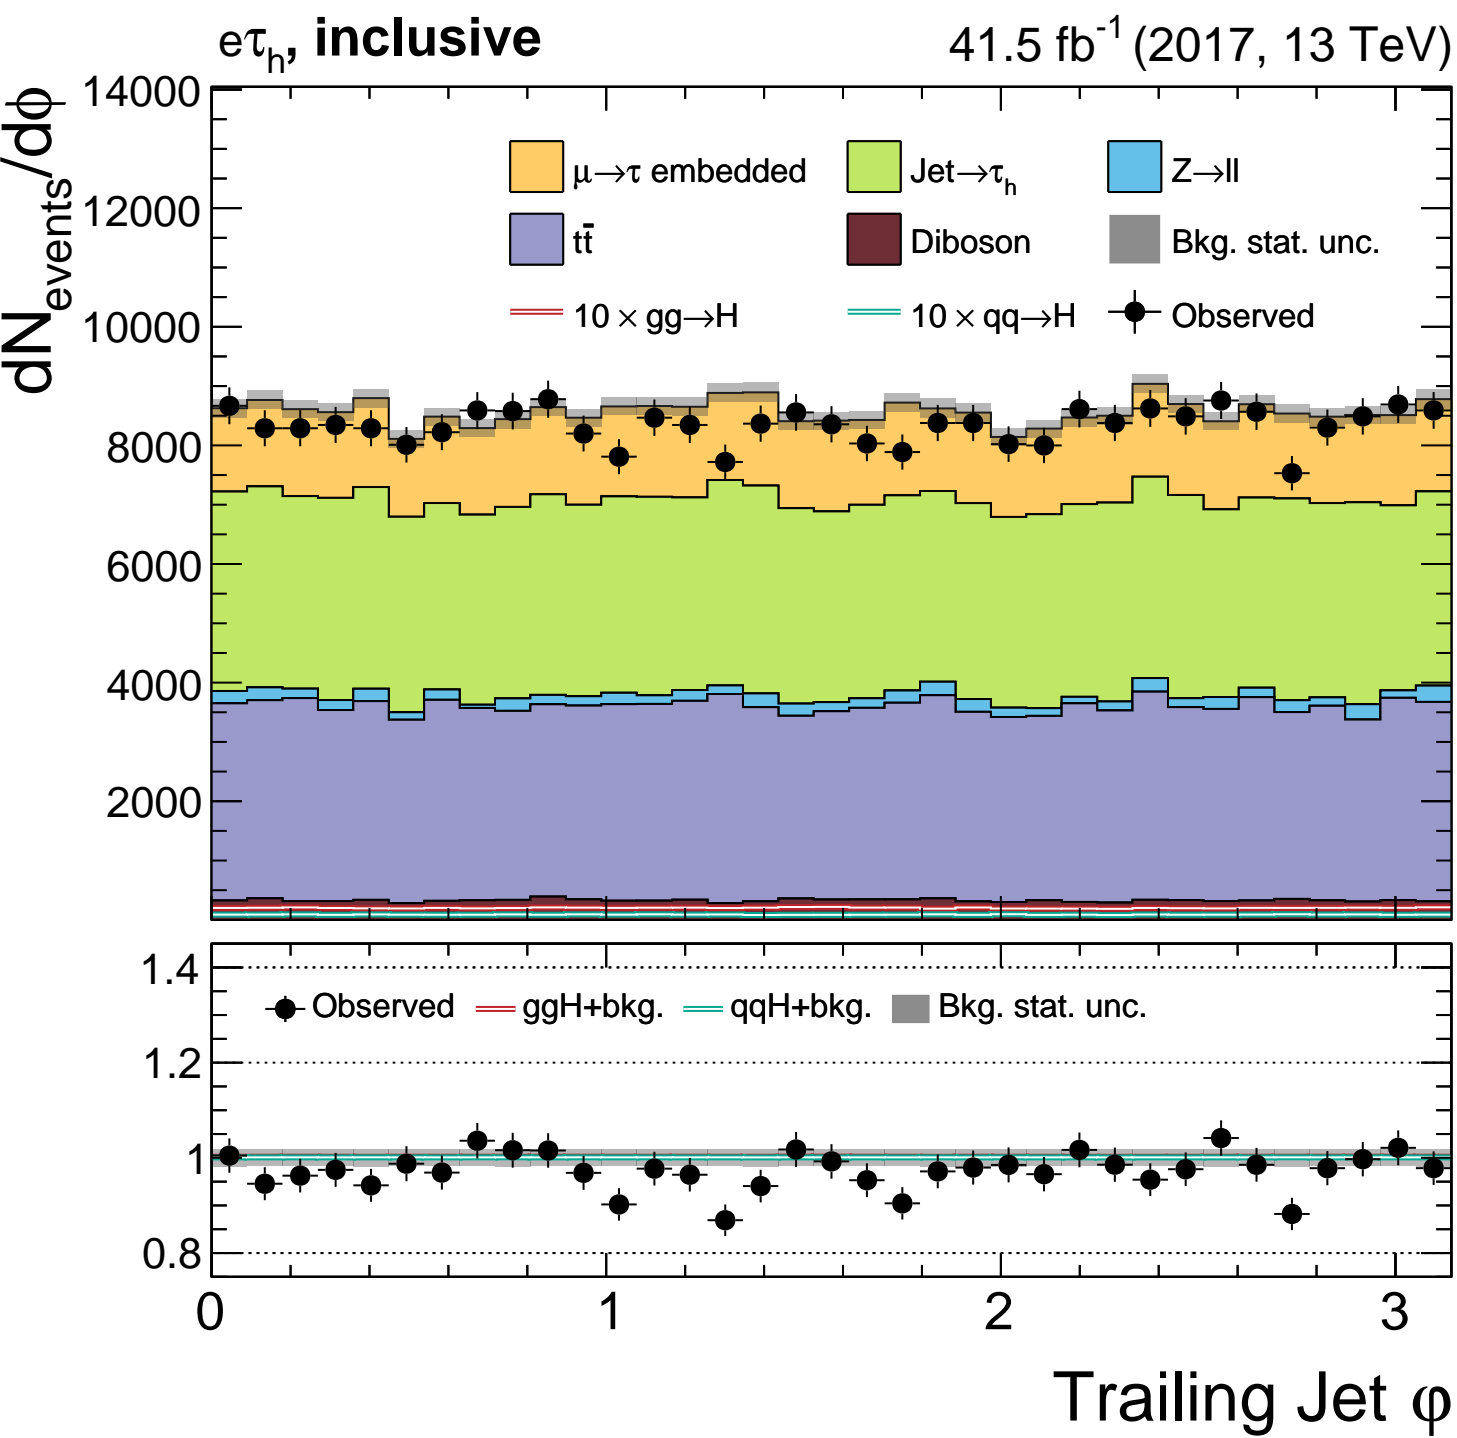 eτh, inclusive 41.5 fb-1 (2017, 13 TeV)
dNevents/dϕ
14000
12000
10000
8000
6000
4000
2000
μ→τ embedded Jet→τh Z→ll
tt̄ Diboson Bkg. stat. unc.
10 × gg→H 10 × qq→H Observed
1.4
1.2
1
0.8
Observed ggH+bkg. qqH+bkg. Bkg. stat. unc.
0 1 2 3
Trailing Jet φ